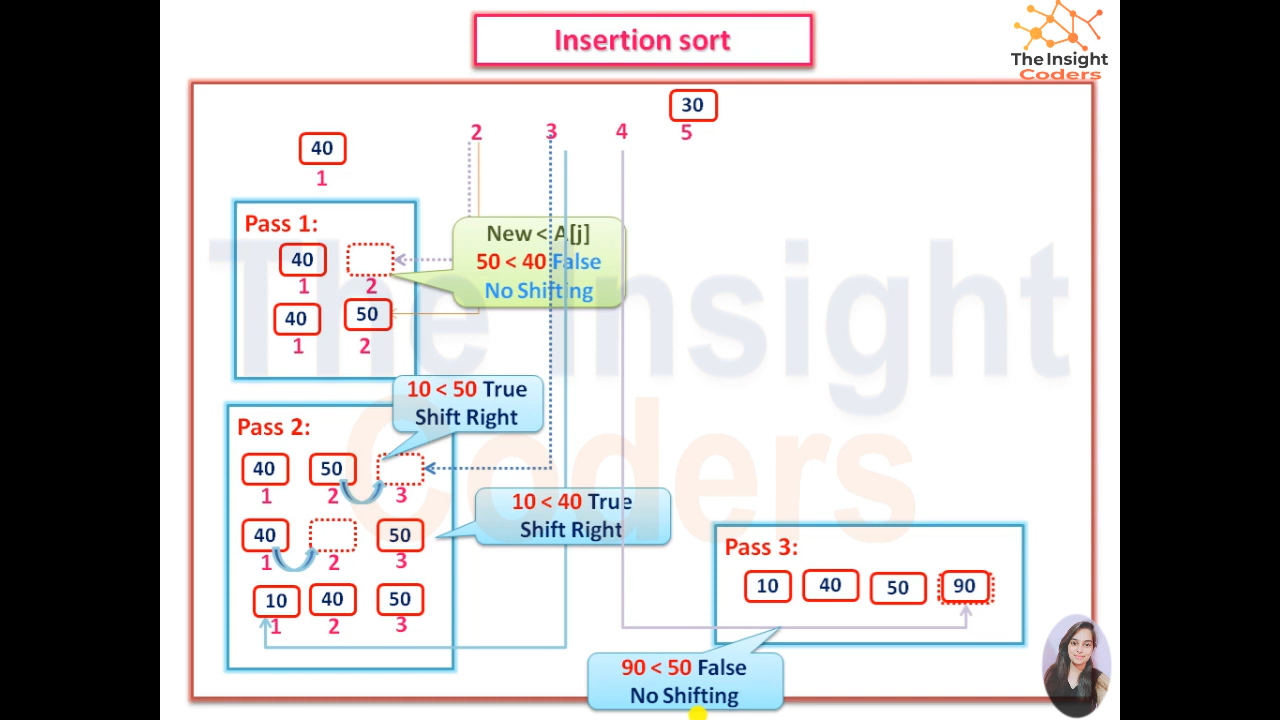 Insertion sort
The Insight
Coders
30
2 3 4 5
40
1
Pass 1:
40
1 2
40 50
1 2
New < A[j]
50 < 40 False
No Shifting
10 < 50 True
Shift Right
Pass 2:
40 50
1 2 3
40 50
1 2 3
10 40 50
1 2 3
10 < 40 True
Shift Right
Pass 3:
10 40 50 90
90 < 50 False
No Shifting
The Insight
Coders